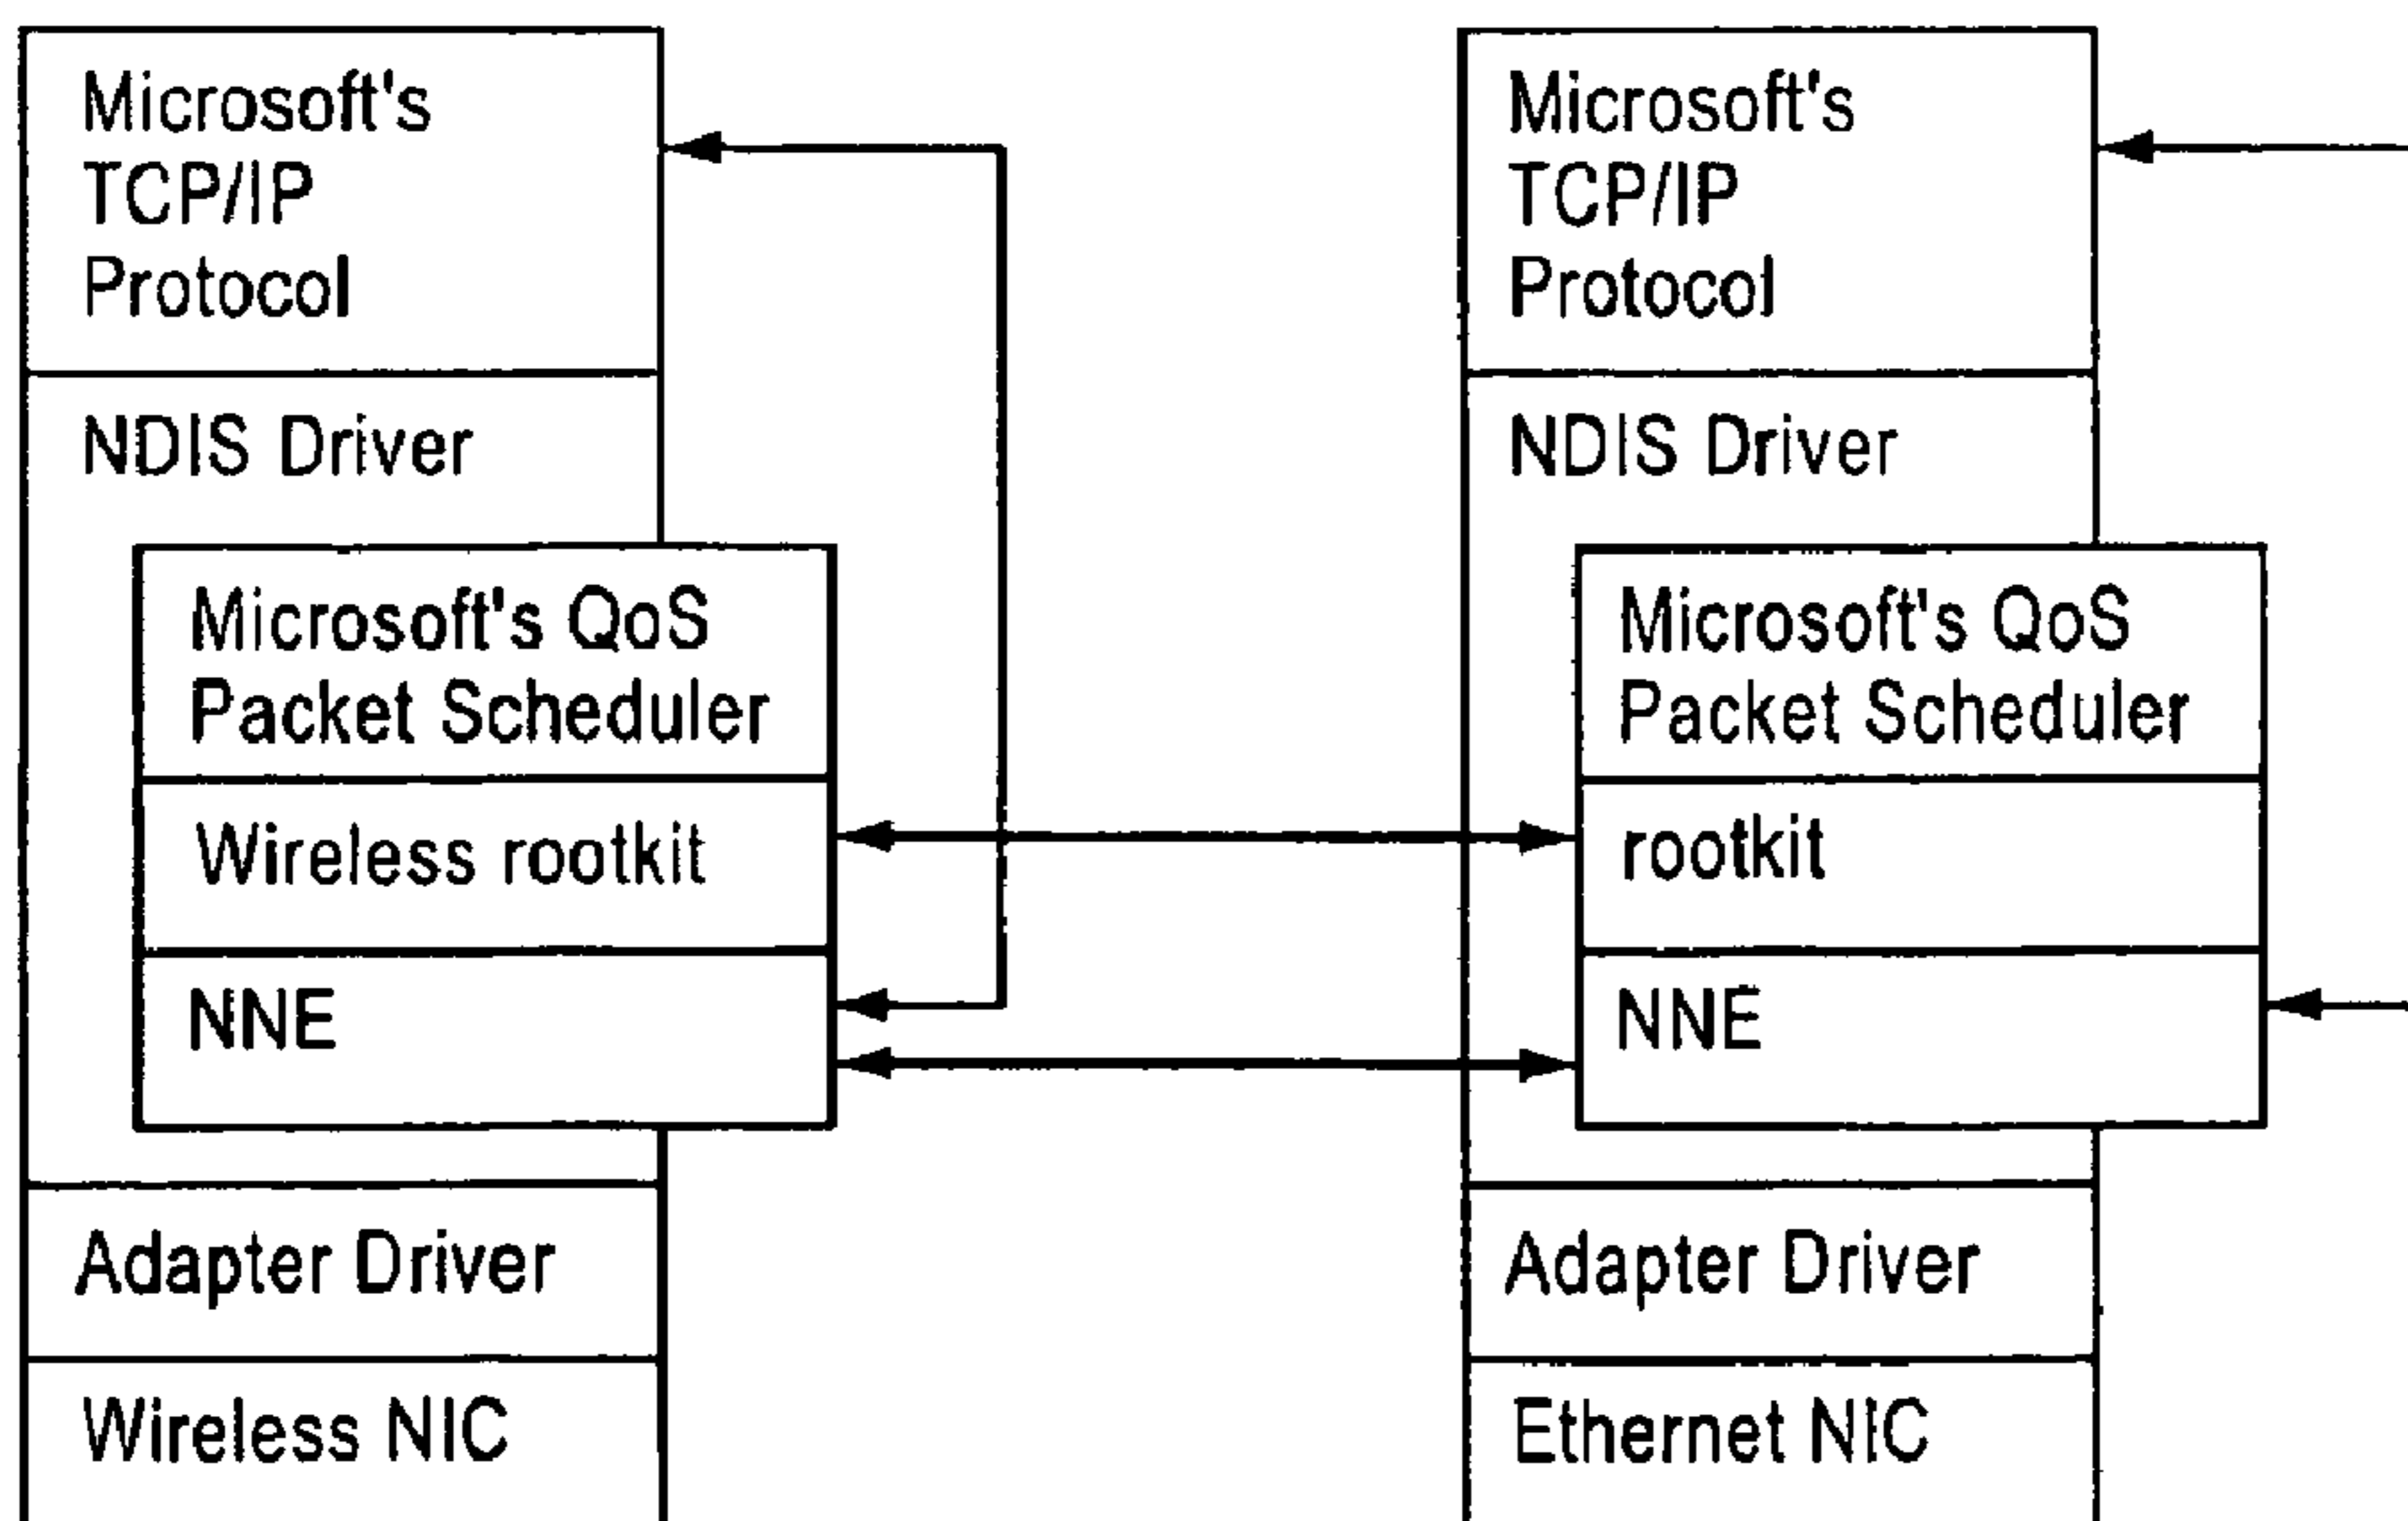 Microsoft's
TCP/IP
Protocol
NDIS Driver
Microsoft's QoS
Packet Scheduler
Wireless rootkit
NNE
Adapter Driver
Wireless NIC
Microsoft's
TCP/IP
Protocol
NDIS Driver
Microsoft's QoS
Packet Scheduler
rootkit
NNE
Adapter Driver
Ethernet NIC